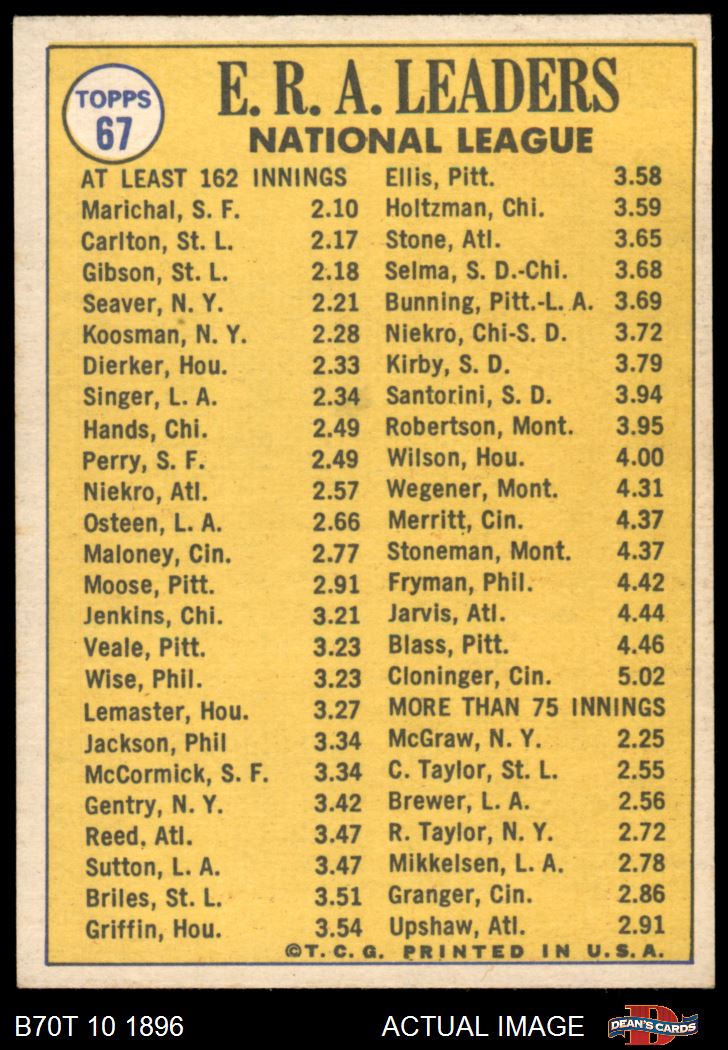 TOPPS
67
E. R. A. LEADERS
NATIONAL LEAGUE
AT LEAST 162 INNINGS
Marichal, S. F. 2.10
Carlton, St. L. 2.17
Gibson, St. L. 2.18
Seaver, N. Y. 2.21
Koosman, N. Y. 2.28
Dierker, Hou. 2.33
Singer, L. A. 2.34
Hands, Chi. 2.49
Perry, S. F. 2.49
Niekro, Atl. 2.57
Osteen, L. A. 2.66
Maloney, Cin. 2.77
Moose, Pitt. 2.91
Jenkins, Chi. 3.21
Veale, Pitt. 3.23
Wise, Phil. 3.23
Lemaster, Hou. 3.27
Jackson, Phil 3.34
McCormick, S. F. 3.34
Gentry, N. Y. 3.42
Reed, Atl. 3.47
Sutton, L. A. 3.47
Briles, St. L. 3.51
Griffin, Hou. 3.54
Ellis, Pitt. 3.58
Holtzman, Chi. 3.59
Stone, Atl. 3.65
Selma, S. D.-Chi. 3.68
Bunning, Pitt.-L. A. 3.69
Niekro, Chi-S. D. 3.72
Kirby, S. D. 3.79
Santorini, S. D. 3.94
Robertson, Mont. 3.95
Wilson, Hou. 4.00
Wegener, Mont. 4.31
Merritt, Cin. 4.37
Stoneman, Mont. 4.37
Fryman, Phil. 4.42
Jarvis, Atl. 4.44
Blass, Pitt. 4.46
Cloninger, Cin. 5.02
MORE THAN 75 INNINGS
McGraw, N. Y. 2.25
C. Taylor, St. L. 2.55
Brewer, L. A. 2.56
R. Taylor, N. Y. 2.72
Mikkelsen, L. A. 2.78
Granger, Cin. 2.86
Upshaw, Atl. 2.91
©T. C. G. PRINTED IN U. S. A.
B70T 10 1896
ACTUAL IMAGE
D
DEAN'S CARDS